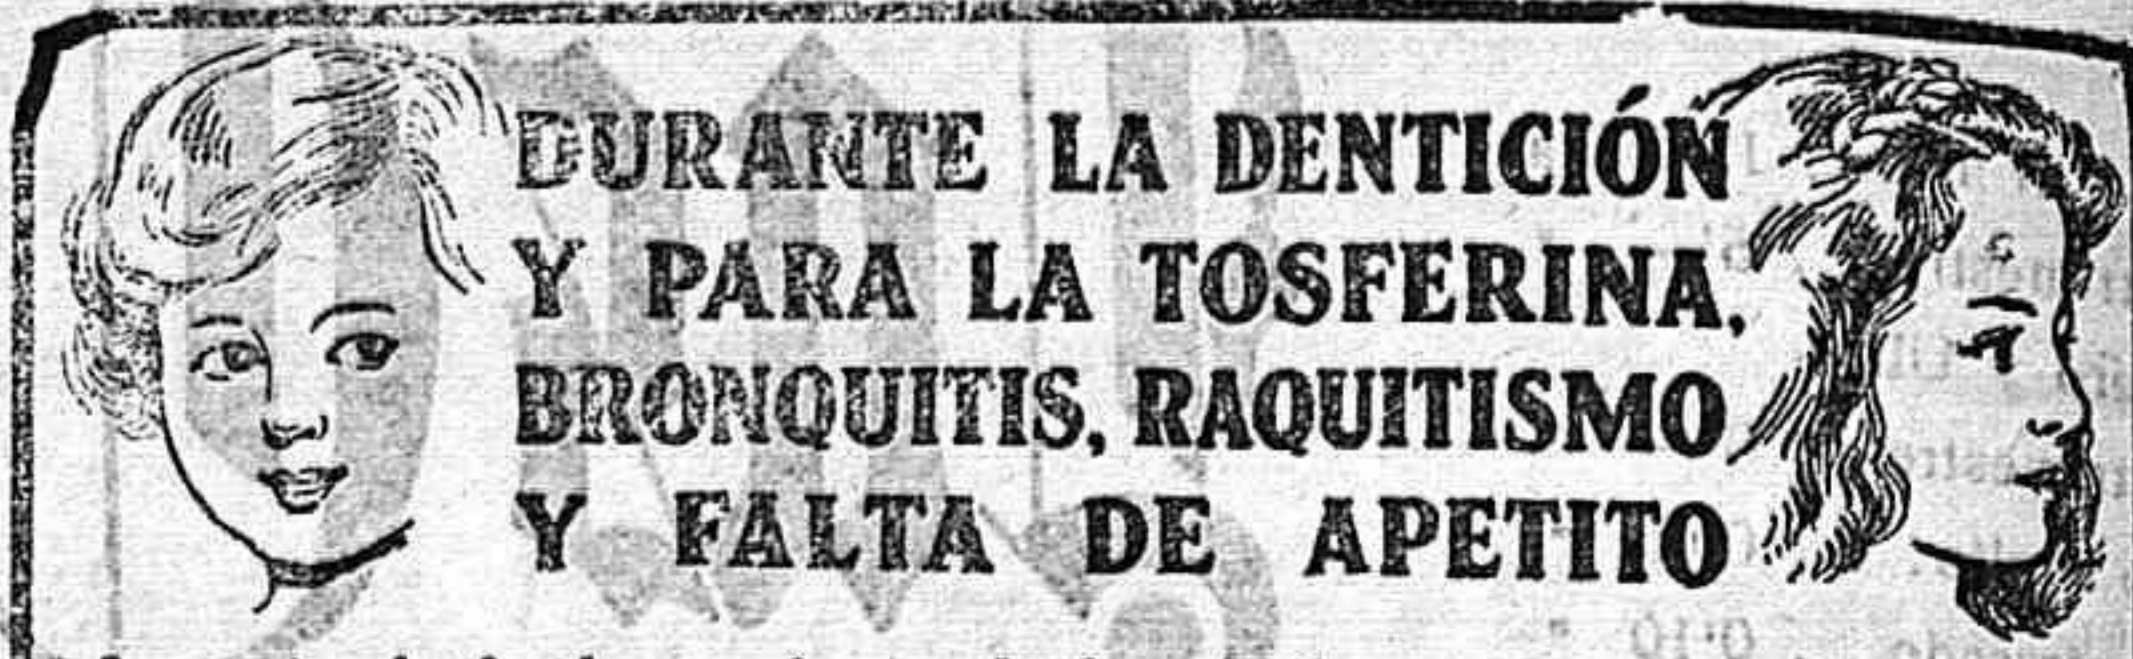 DURANTE LA DENTICIÓN
Y PARA LA TOSFERINA,
BRONQUITIS, RAQUITISMO
Y FALTA DE APETITO